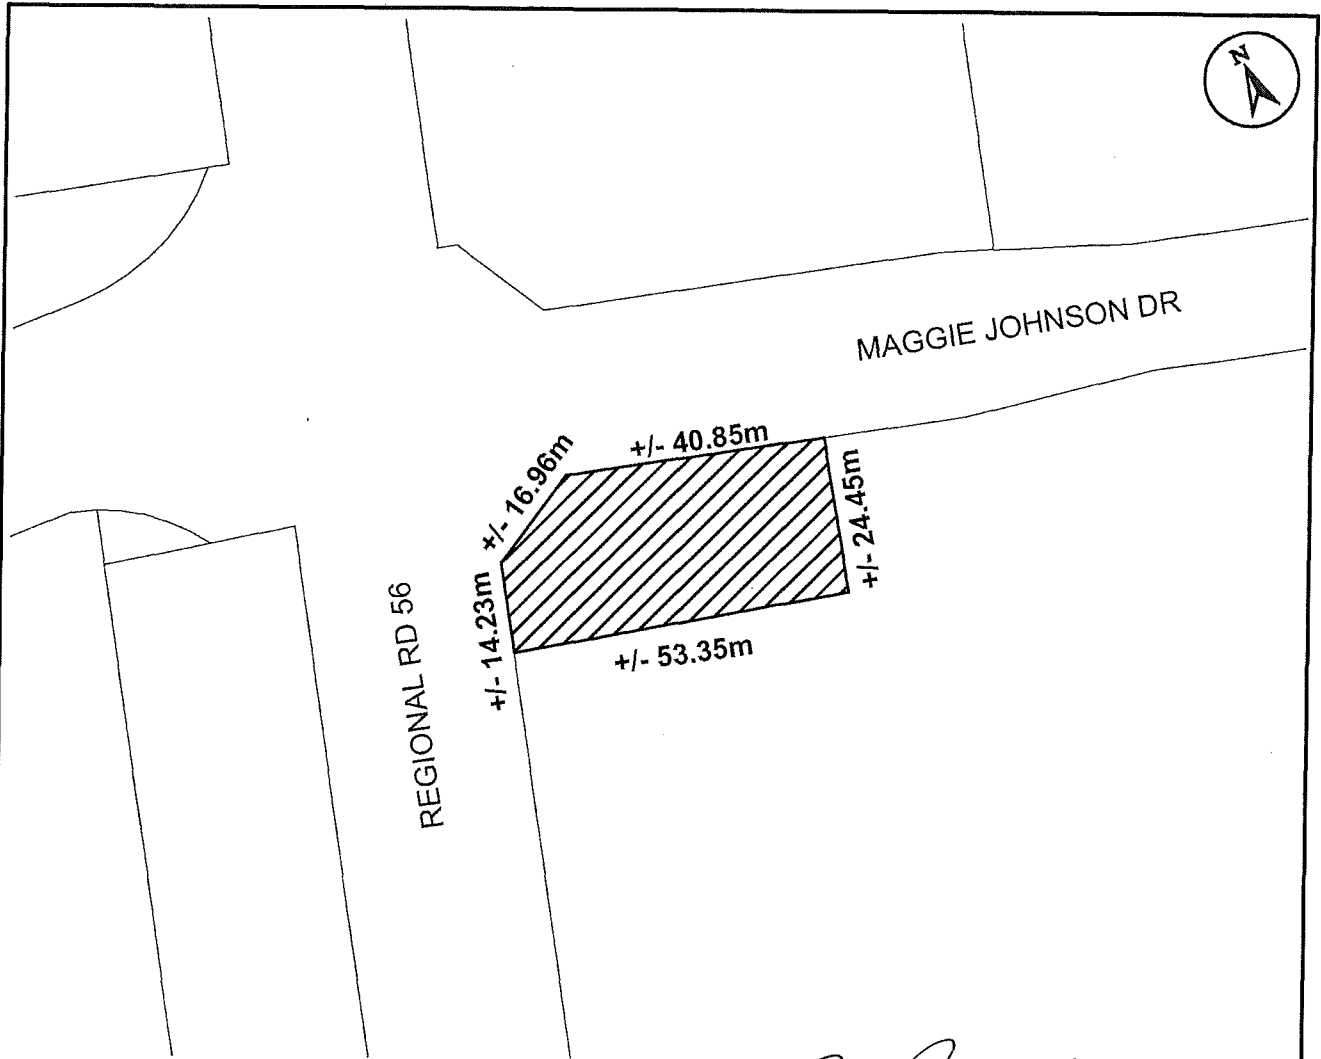 N
MAGGIE JOHNSON DR
+/- 40.85m
+/- 16.96m
+/- 24.45m
+/- 14.23m
+/- 53.35m
REGIONAL RD 56